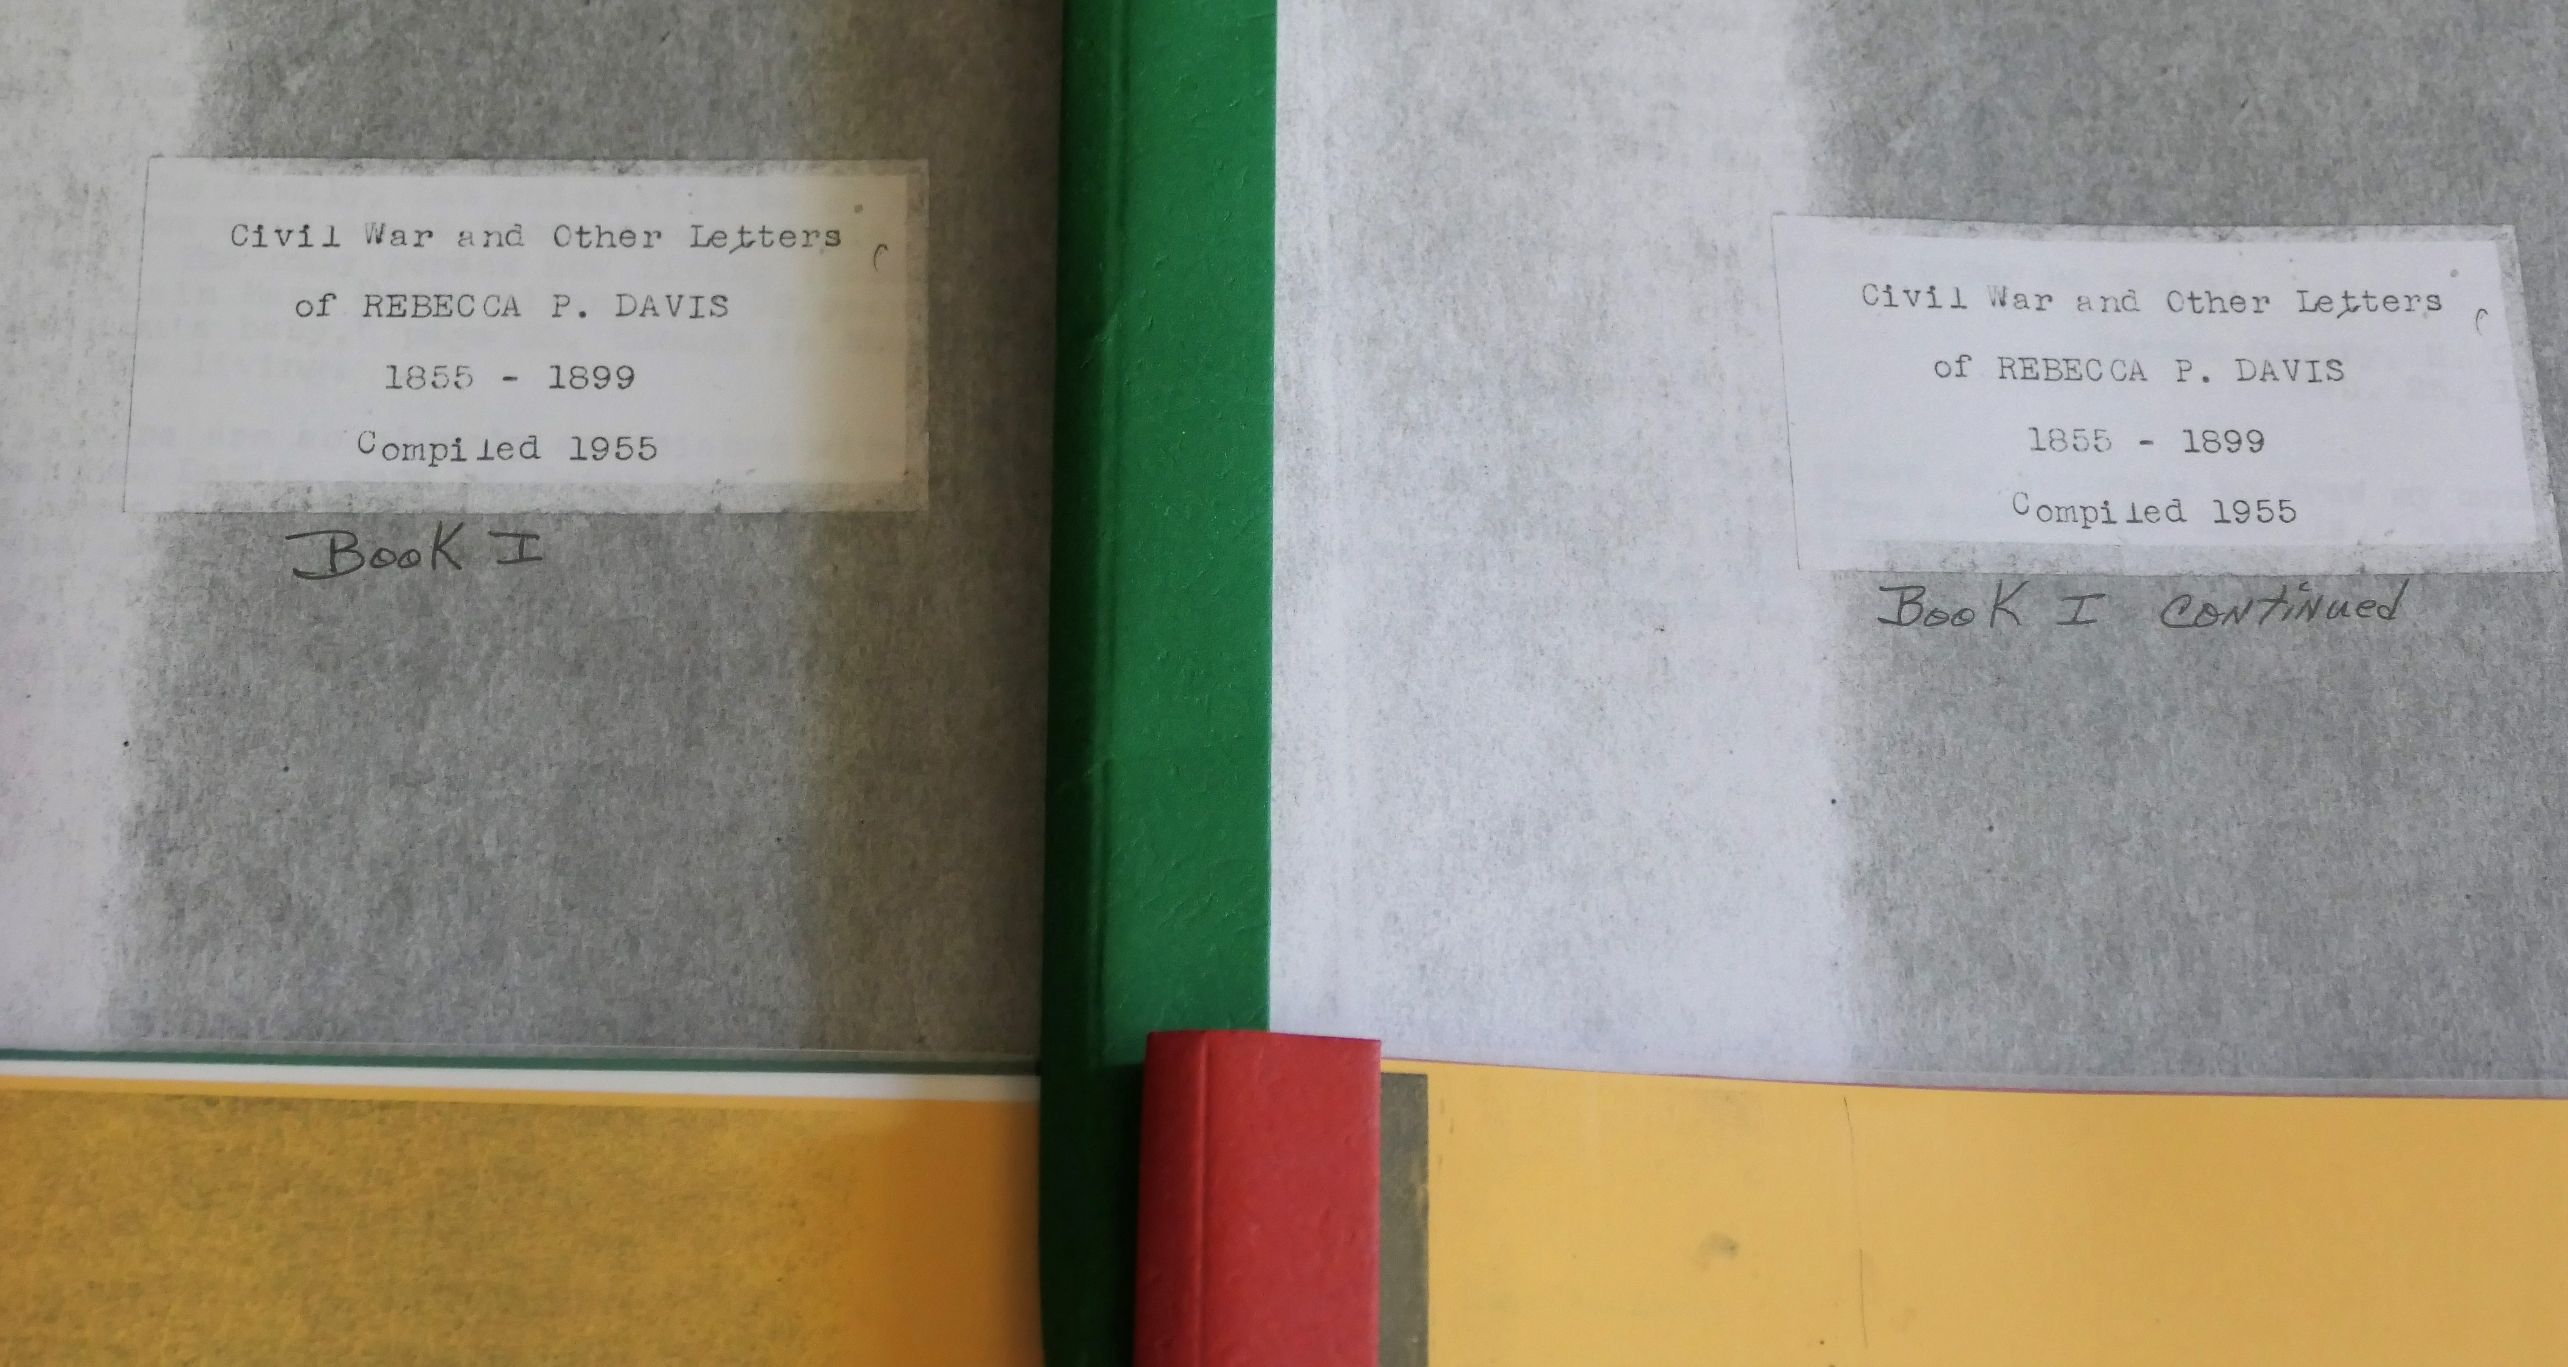 Civil War and Other Letters
of REBECCA P. DAVIS
1855 - 1899
Compiled 1955
Book I
Civil War and Other Letters
of REBECCA P. DAVIS
1855 - 1899
Compiled 1955
Book I continued